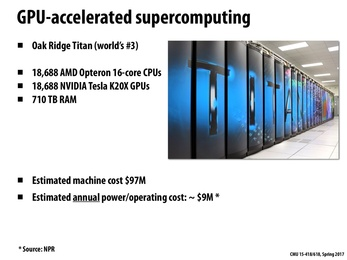 GPU-accelerated supercomputing
Oak Ridge Titan (world's #3)
18,688 AMD Opteron 16-core CPUs
18,688 NVIDIA Tesla K20X GPUs
710 TB RAM
TITAN
Estimated machine cost $97M
Estimated annual power/operating cost: ~ $9M *
* Source: NPR
CMU 15-418/618, Spring 2017